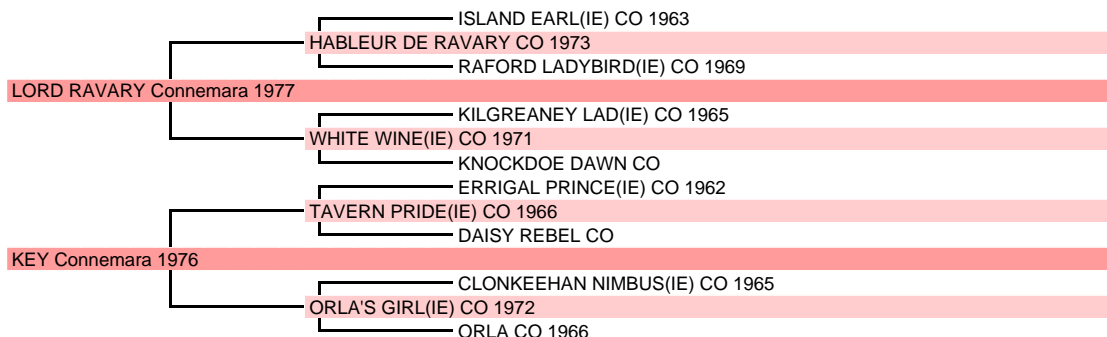 ISLAND EARL(IE) CO 1963
HABLEUR DE RAVARY CO 1973
RAFORD LADYBIRD(IE) CO 1969
LORD RAVARY Connemara 1977
KILGREANEY LAD(IE) CO 1965
WHITE WINE(IE) CO 1971
KNOCKDOE DAWN CO
ERRIGAL PRINCE(IE) CO 1962
TAVERN PRIDE(IE) CO 1966
DAISY REBEL CO
KEY Connemara 1976
CLONKEEHAN NIMBUS(IE) CO 1965
ORLA'S GIRL(IE) CO 1972
ORLA CO 1966